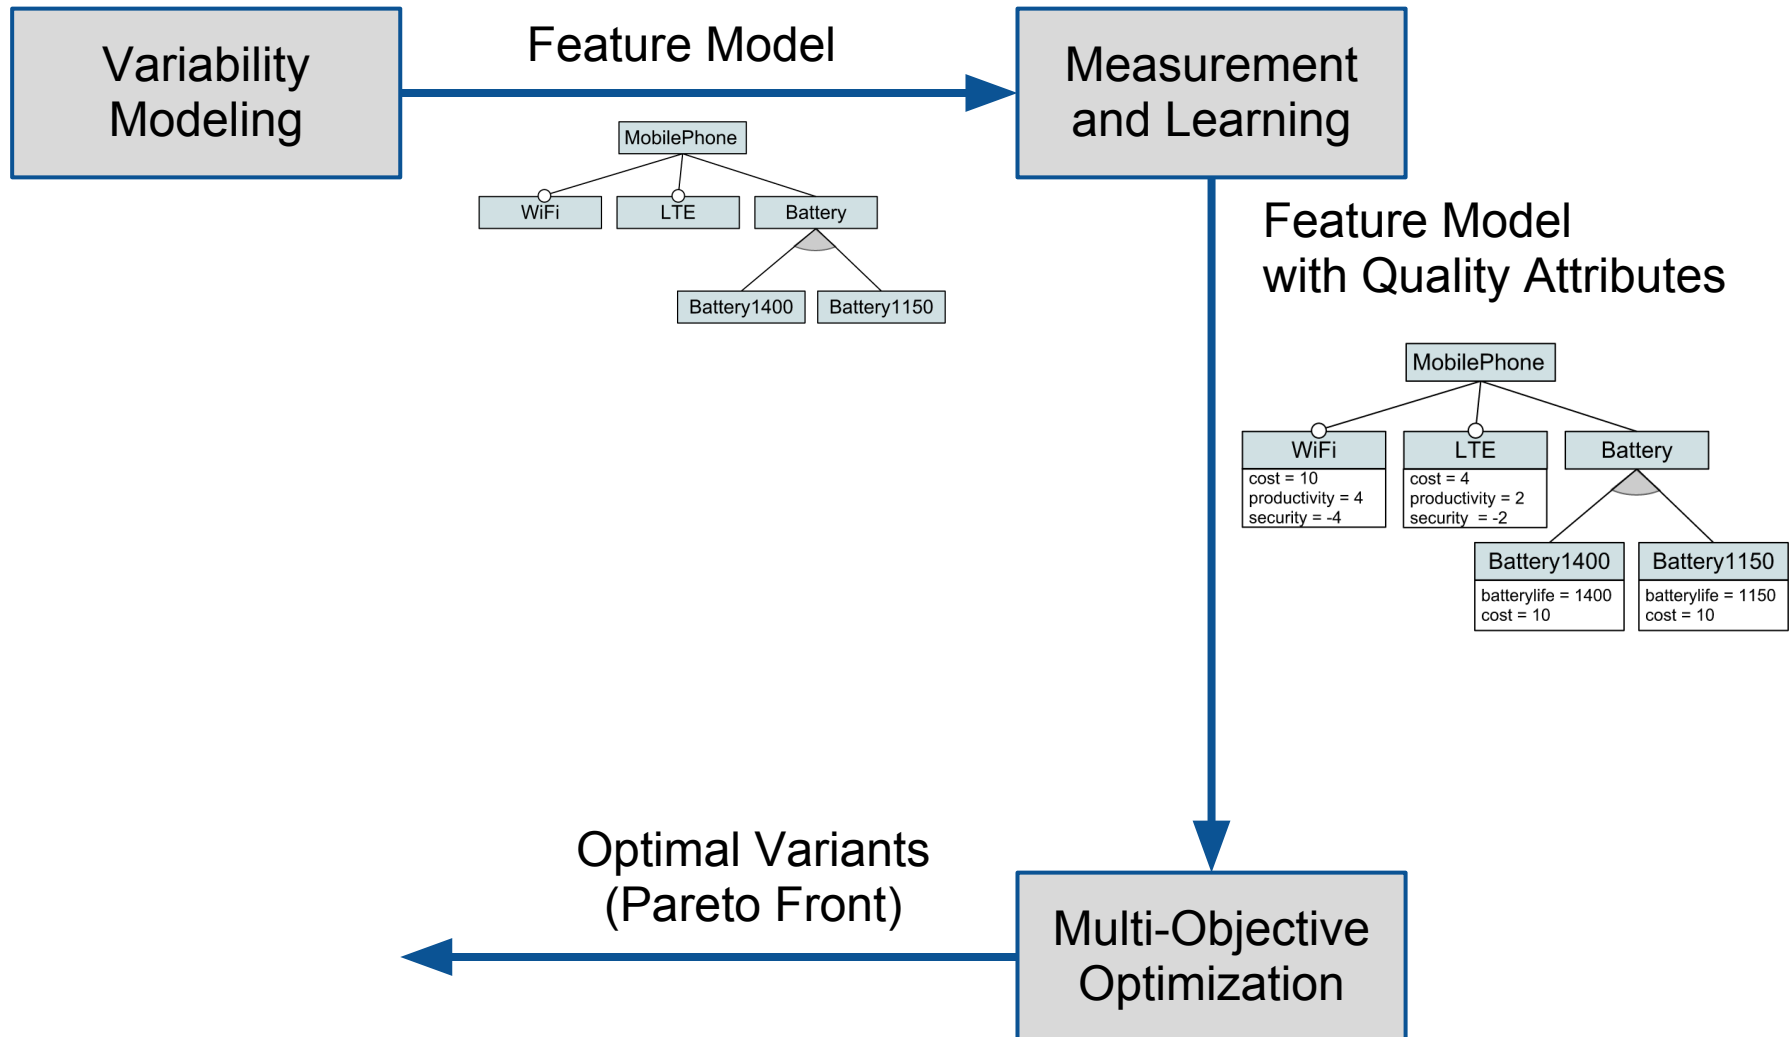 Variability
Modeling
Feature Model
Measurement
and Learning
MobilePhone
WiFi
LTE
Battery
Battery1400
Battery1150
Feature Model
with Quality Attributes
MobilePhone
WiFi
cost = 10
productivity = 4
security = -4
LTE
cost = 4
productivity = 2
security  = -2
Battery
Battery1400
batterylife = 1400
cost = 10
Battery1150
batterylife = 1150
cost = 10
Optimal Variants
(Pareto Front)
Multi-Objective
Optimization